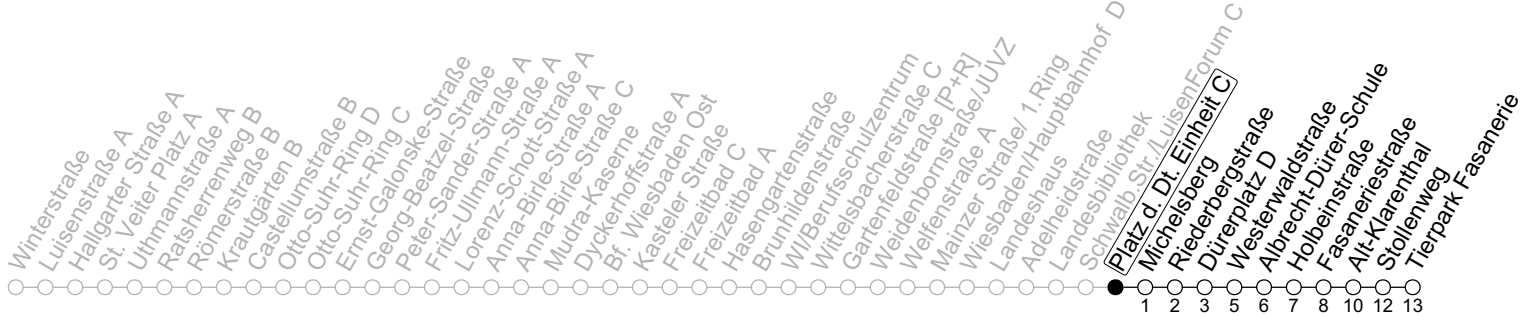 Winterstraße
Luisenstraße A
Hallgarter Straße A
St. Veiter Platz A
Uthmannstraße A
Ratsherrenweg B
Römerstraße B
Krautgärten B
Castellumstraße B
Otto-Suhr-Ring D
Otto-Suhr-Ring C
Ernst-Galonske-Straße
Georg-Beatzel-Straße
Peter-Sander-Straße A
Fritz-Ullmann-Straße A
Lorenz-Schott-Straße A
Anna-Birle-Straße A
Anna-Birle-Straße C
Mudra-Kaserne
Dyckerhoffstraße A
Bf. Wiesbaden Ost
Kasteler Straße
Freizeitbad C
Freizeitbad A
Hasengartenstraße
Brunhildenstraße
WI/Berufsschulzentrum
Wittelsbacherstraße C
Gartenfeldstraße [P+R]
Weidenbornstraße/JUVZ
Welfenstraße A
Mainzer Straße/ 1.Ring
Wiesbaden/Hauptbahnhof D
Landeshaus
Adelheidstraße
Landesbibliothek
Schwalb.Str./LuisenForum C
Platz d. Dt. Einheit C
Michelsberg
Riederbergstraße
Dürerplatz D
Westerwaldstraße
Albrecht-Dürer-Schule
Holbeinstraße
Fasaneriestraße
Alt-Klarenthal
Stollenweg
Tierpark Fasanerie
1 2 3 5 6 7 8 10 12 13